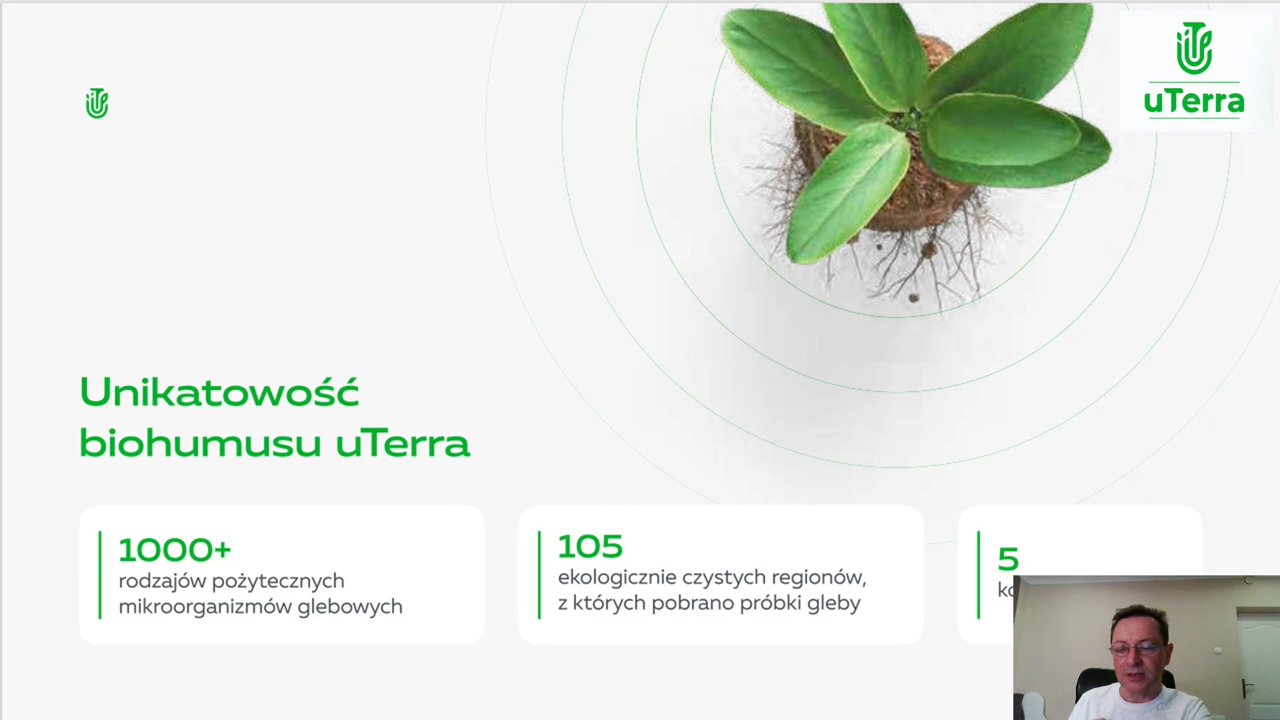 uTerra
Unikatowość
biohumusu uTerra
1000+
rodzajów pożytecznych
mikroorganizmów glebowych
105
ekologicznie czystych regionów,
z których pobrano próbki gleby
5